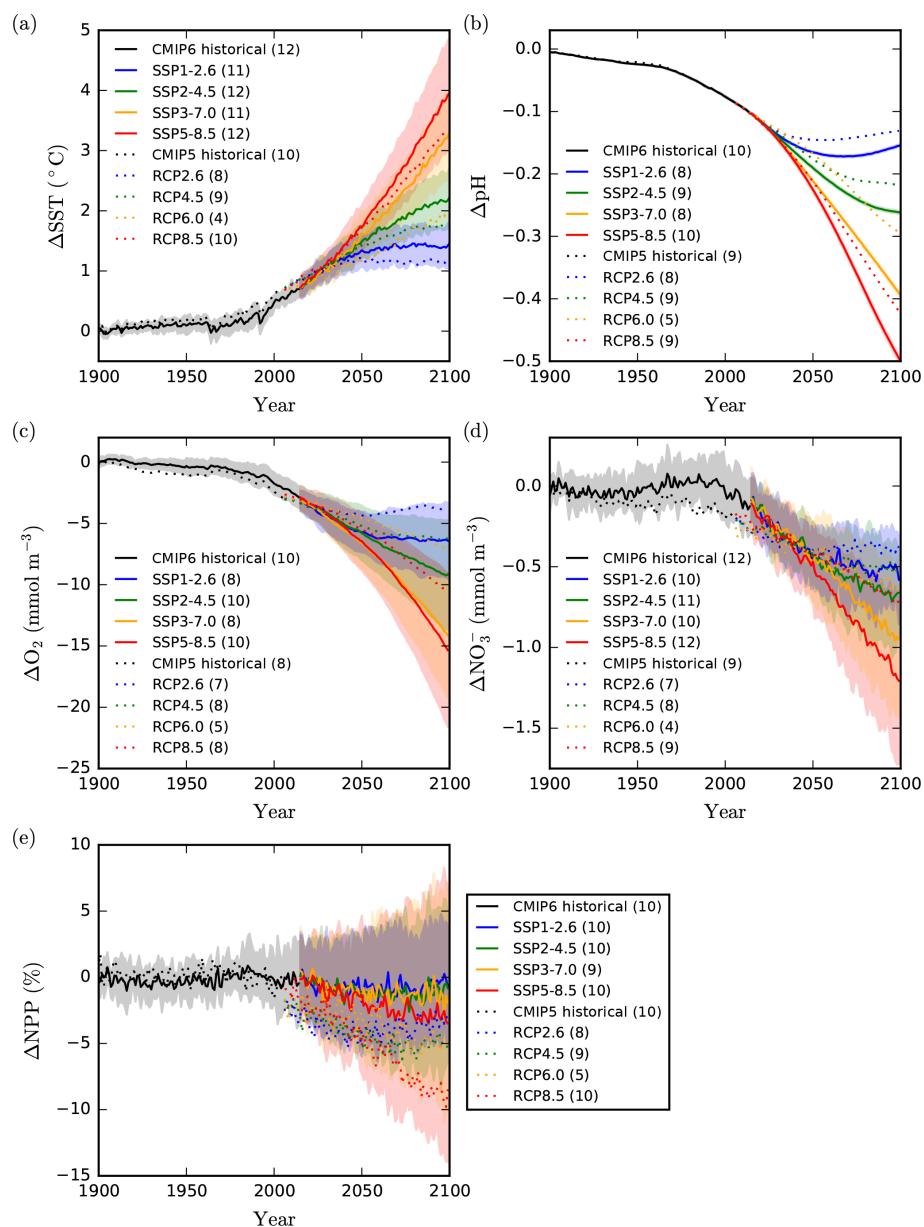 (a)
5
4
3
2
1
0
ΔSST (°C)
CMIP6 historical (12)
SSP1-2.6 (11)
SSP2-4.5 (12)
SSP3-7.0 (11)
SSP5-8.5 (12)
CMIP5 historical (10)
RCP2.6 (8)
RCP4.5 (9)
RCP6.0 (4)
RCP8.5 (10)
1900 1950 2000 2050 2100
Year
(b)
0.0
−0.1
−0.2
−0.3
−0.4
−0.5
ΔpH
CMIP6 historical (10)
SSP1-2.6 (8)
SSP2-4.5 (9)
SSP3-7.0 (8)
SSP5-8.5 (10)
CMIP5 historical (9)
RCP2.6 (8)
RCP4.5 (9)
RCP6.0 (5)
RCP8.5 (9)
1900 1950 2000 2050 2100
Year
(c)
0
−5
−10
−15
−20
−25
ΔO₂ (mmol m⁻³)
CMIP6 historical (10)
SSP1-2.6 (8)
SSP2-4.5 (10)
SSP3-7.0 (8)
SSP5-8.5 (10)
CMIP5 historical (8)
RCP2.6 (7)
RCP4.5 (8)
RCP6.0 (5)
RCP8.5 (8)
1900 1950 2000 2050 2100
Year
(d)
0.0
−0.5
−1.0
−1.5
ΔNO₃⁻ (mmol m⁻³)
CMIP6 historical (12)
SSP1-2.6 (10)
SSP2-4.5 (11)
SSP3-7.0 (10)
SSP5-8.5 (12)
CMIP5 historical (9)
RCP2.6 (7)
RCP4.5 (8)
RCP6.0 (4)
RCP8.5 (9)
1900 1950 2000 2050 2100
Year
(e)
10
5
0
−5
−10
−15
ΔNPP (%)
1900 1950 2000 2050 2100
Year
CMIP6 historical (10)
SSP1-2.6 (10)
SSP2-4.5 (10)
SSP3-7.0 (9)
SSP5-8.5 (10)
CMIP5 historical (10)
RCP2.6 (8)
RCP4.5 (9)
RCP6.0 (5)
RCP8.5 (10)